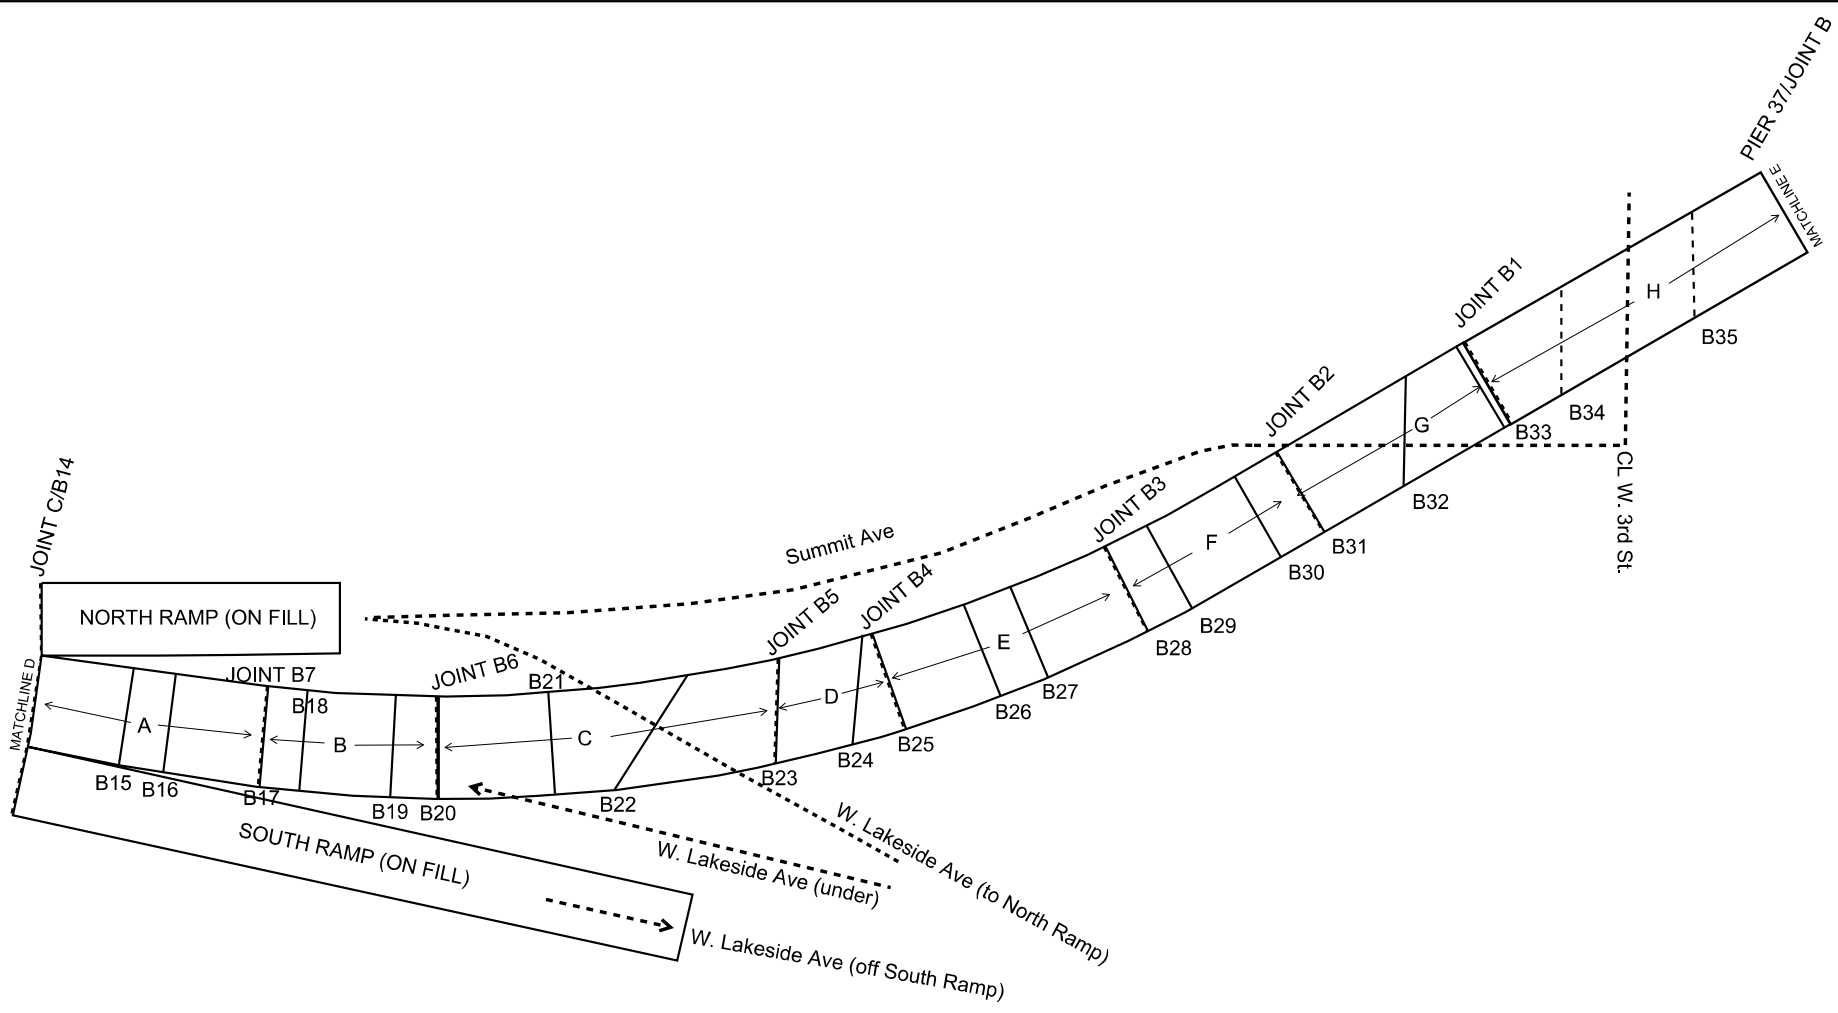 PIER 37/JOINT B
MATCHLINE E
JOINT B1
H
B35
JOINT B2
G
B34
B33
CL W. 3rd St.
JOINT B3
B32
Summit Ave
F
B31
JOINT C/B14
B30
JOINT B4
JOINT B5
NORTH RAMP (ON FILL)
B29
E
B28
MATCHLINE D
JOINT B7
JOINT B6
B21
B27
B18
D
B26
A
B
C
B25
B24
B15
B16
B17
B23
B19
B20
B22
SOUTH RAMP (ON FILL)
W. Lakeside Ave (under)
W. Lakeside Ave (to North Ramp)
W. Lakeside Ave (off South Ramp)